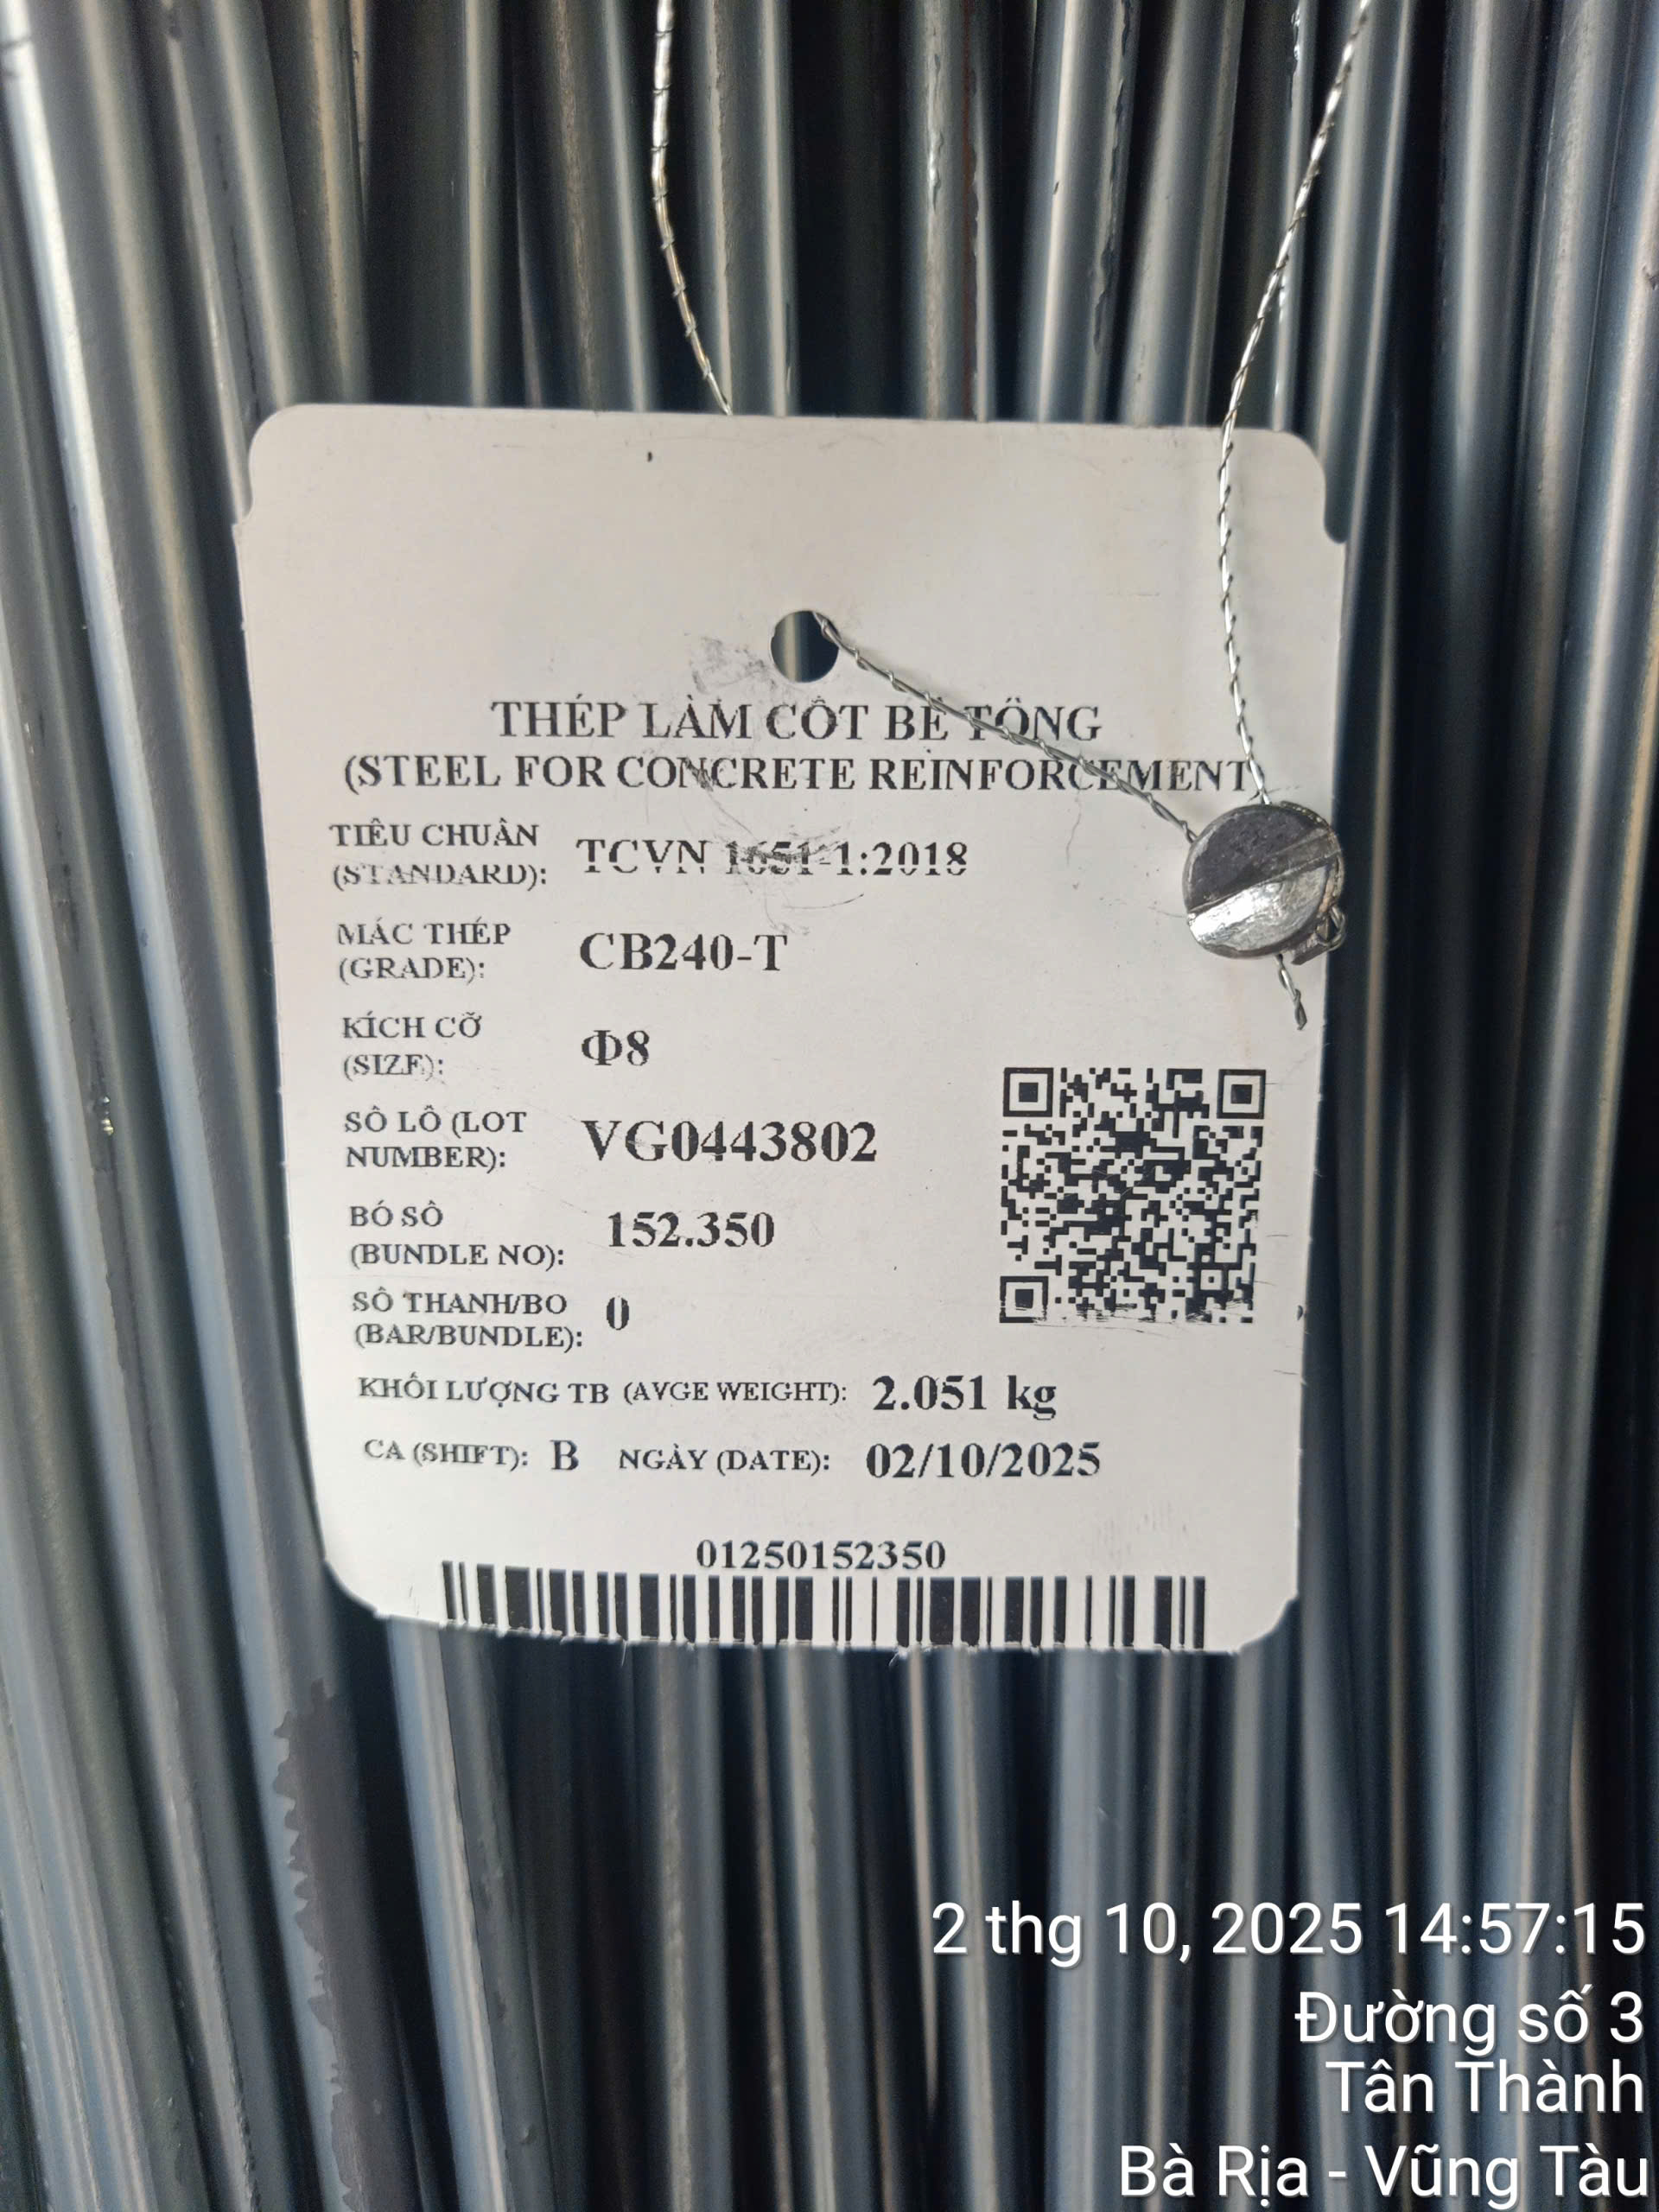 THÉP LÀM CỐT BÊ TÔNG
(STEEL FOR CONCRETE REINFORCEMENT)
TIÊU CHUẨN
(STANDARD): TCVN 1651-1:2018
MÁC THÉP
(GRADE): CB240-T
KÍCH CỠ
(SIZE): Φ8
SỐ LÔ (LOT
NUMBER): VG0443802
BÓ SỐ
(BUNDLE NO): 152.350
SỐ THANH/BO
(BAR/BUNDLE): 0
KHỐI LƯỢNG TB (AVGE WEIGHT): 2.051 kg
CA (SHIFT): B NGÀY (DATE): 02/10/2025
01250152350
2 thg 10, 2025 14:57:15
Đường số 3
Tân Thành
Bà Rịa - Vũng Tàu